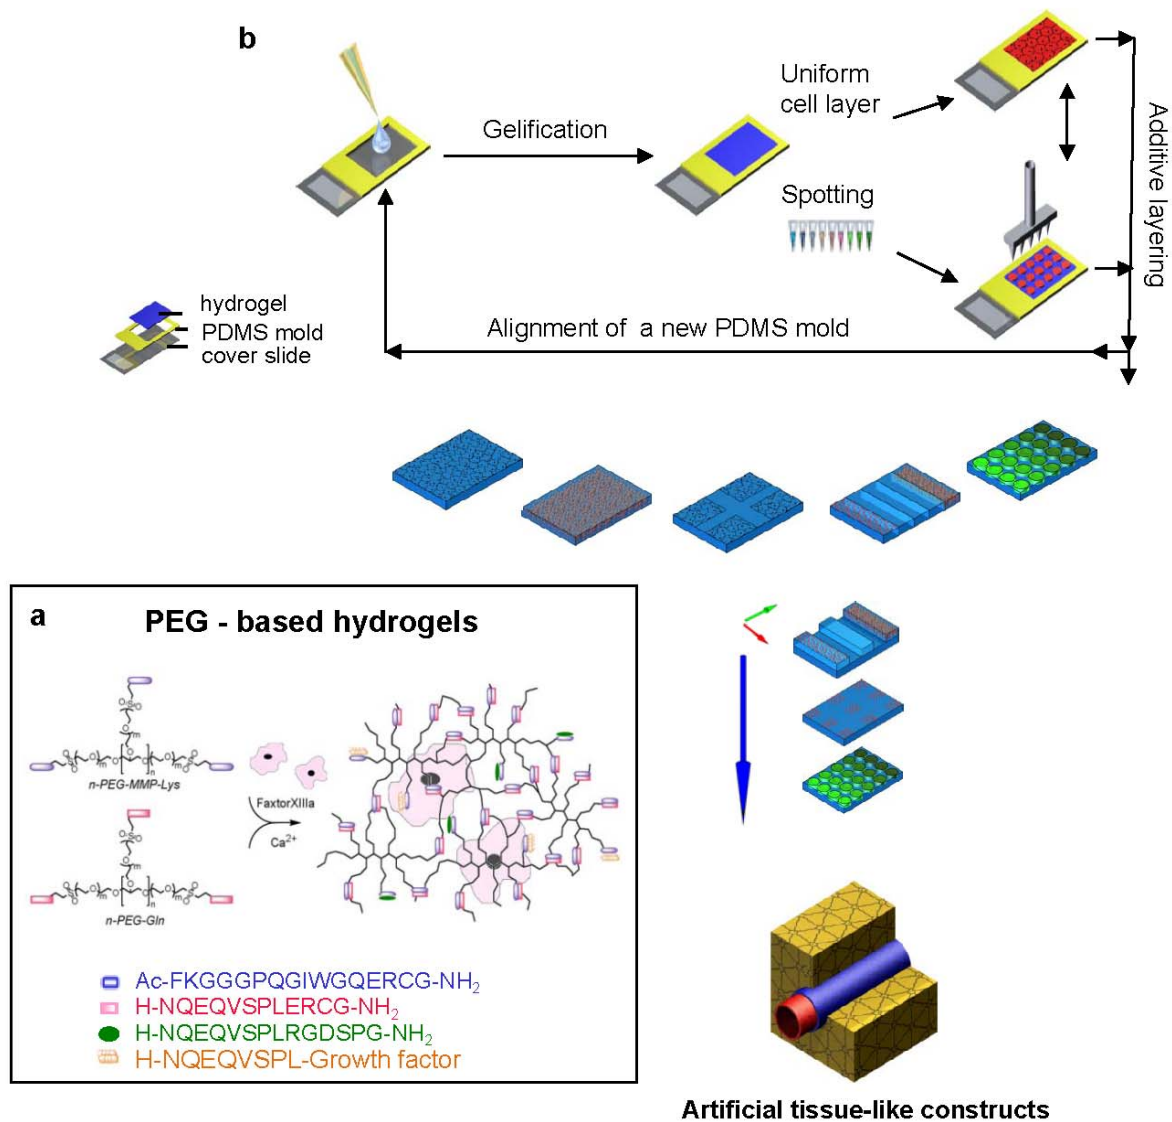 b
Uniform
cell layer
Gelification
Spotting
Additive layering
hydrogel
PDMS mold
cover slide
Alignment of a new PDMS mold
a
PEG - based hydrogels
O S O
O
m
S O O O m O n O O m S O O
n-PEG-MMP-Lys
FaxtorXIIIa
Ca2+
O S O
O
m
S O O O m O n O O m S O O
n-PEG-Gln
Ac-FKGGGPQGIWGQERCG-NH2
H-NQEQVSPLERCG-NH2
H-NQEQVSPLRGDSPG-NH2
H-NQEQVSPL-Growth factor
Artificial tissue-like constructs